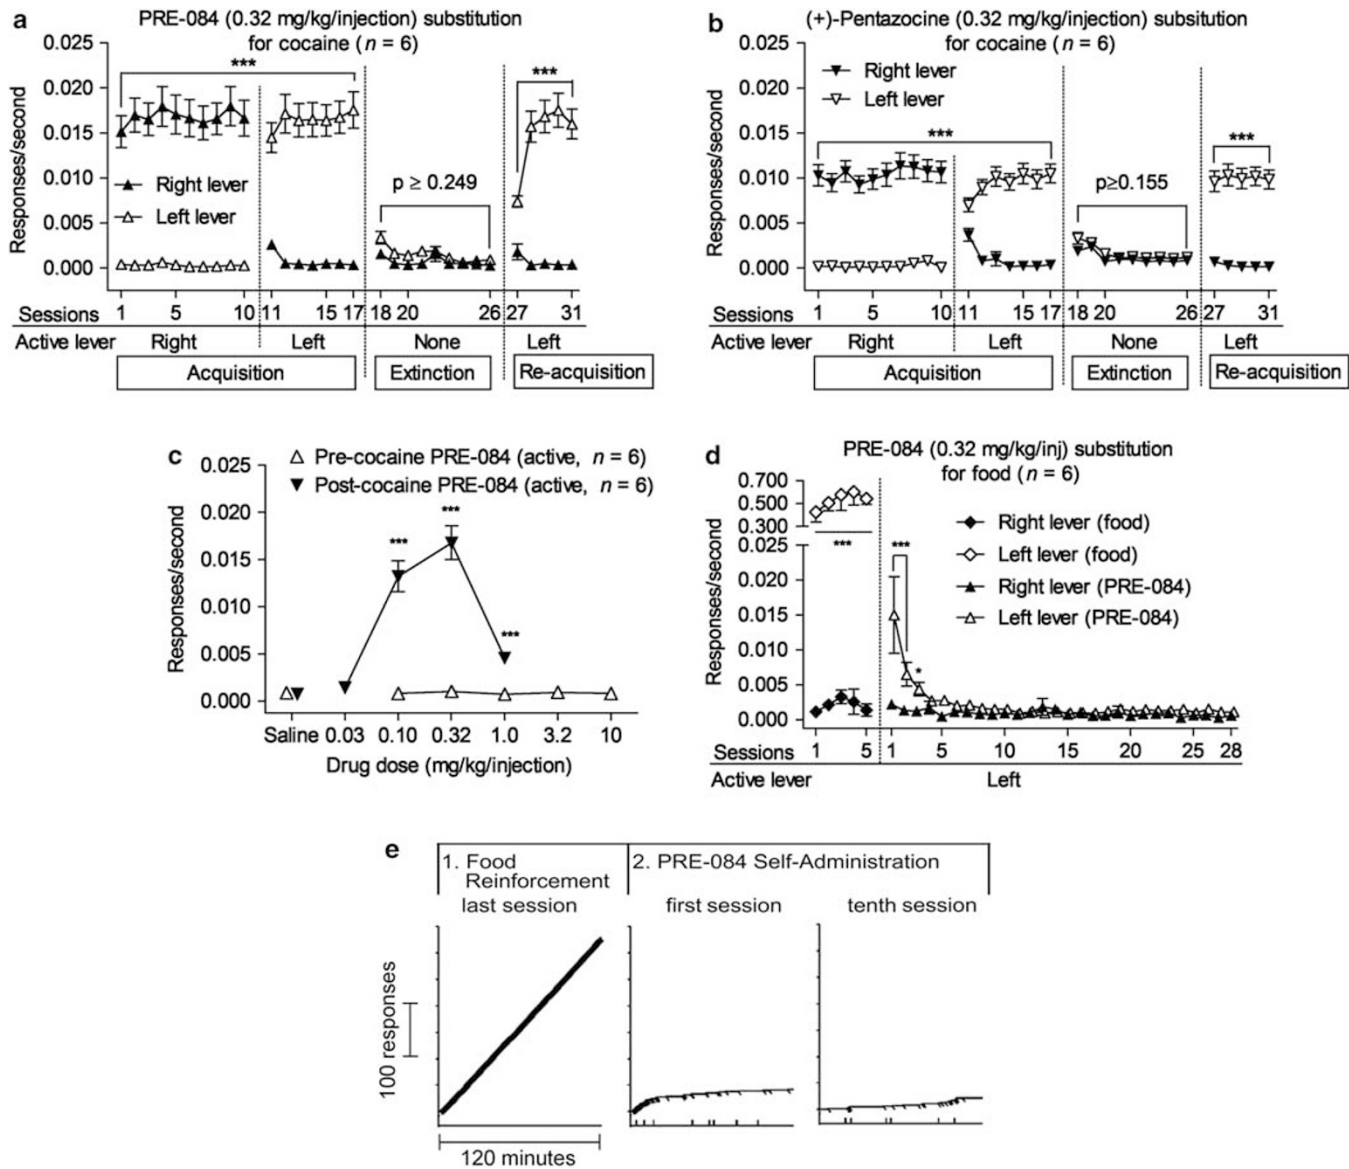 a
PRE-084 (0.32 mg/kg/injection) substitution
for cocaine (n = 6)
0.025
0.020
0.015
0.010
0.005
0.000
Responses/second
***
***
Right lever
Left lever
p ≥ 0.249
Sessions 1 5 10 11 15 17 18 20 26 27 31
Active lever Right Left None Left
Acquisition Extinction Re-acquisition
b
(+)-Pentazocine (0.32 mg/kg/injection) subsitution
for cocaine (n = 6)
0.025
0.020
0.015
0.010
0.005
0.000
Responses/second
Right lever
Left lever
***
***
p≥0.155
Sessions 1 5 10 11 15 17 18 20 26 27 31
Active lever Right Left None Left
Acquisition Extinction Re-acquisition
c
Pre-cocaine PRE-084 (active, n = 6)
Post-cocaine PRE-084 (active, n = 6)
0.025
0.020
0.015
0.010
0.005
0.000
Responses/second
***
***
***
Saline 0.03 0.10 0.32 1.0 3.2 10
Drug dose (mg/kg/injection)
d
PRE-084 (0.32 mg/kg/inj) substitution
for food (n = 6)
0.700
0.500
0.300
0.025
0.020
0.015
0.010
0.005
0.000
Responses/second
Right lever (food)
Left lever (food)
Right lever (PRE-084)
Left lever (PRE-084)
***
***
*
Sessions 1 5 1 5 10 15 20 25 28
Active lever Left
e
1. Food
Reinforcement
2. PRE-084 Self-Administration
last session first session tenth session
100 responses
120 minutes